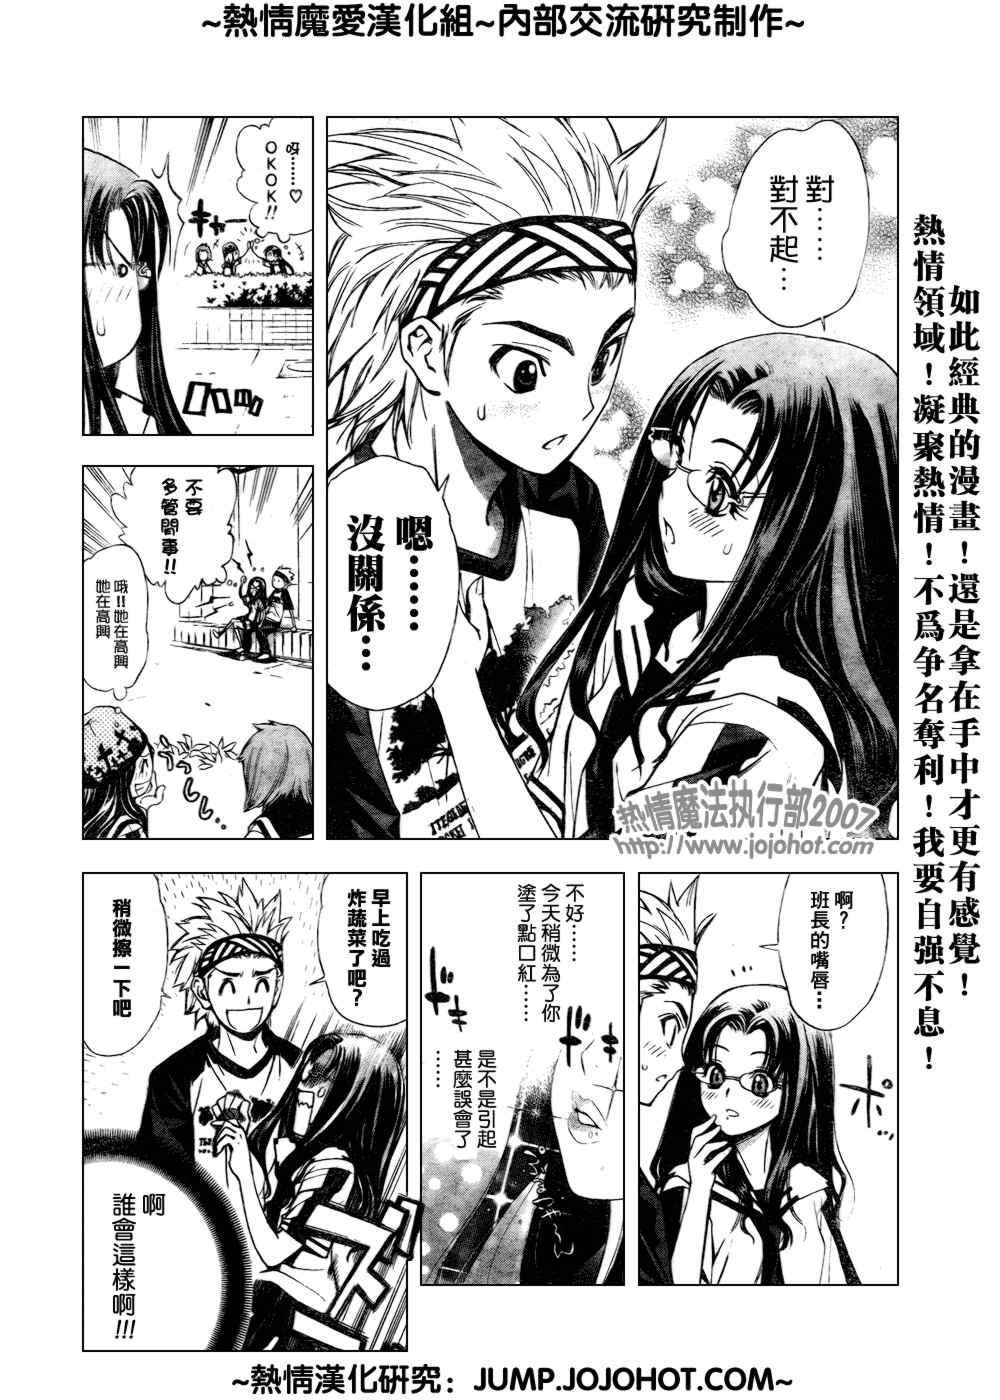 ~熱情魔愛漢化組~內部交流研究制作~
對……
對不起…
嗯……
沒關係…
呀……♡
OKOK!!
キャー
不要
多管閒事!!
哦!!她在高興
她在高興
啊?
班長的嘴唇…
ポ
不好……
今天稍微為了你
塗了點口紅
是不是引起
甚麼誤會了
……
ドキ
ドキ
早上吃過
炸蔬菜了吧?
稍微擦一下吧
啊
誰會這樣啊!!!
如此經典的漫畫!還是拿在手中才更有感覺!
熱情領域!凝聚熱情!不爲争名奪利!我要自强不息!
熱情魔法执行部2007
http://www.jojohot.com
~熱情漢化研究：JUMP.JOJOHOT.COM~